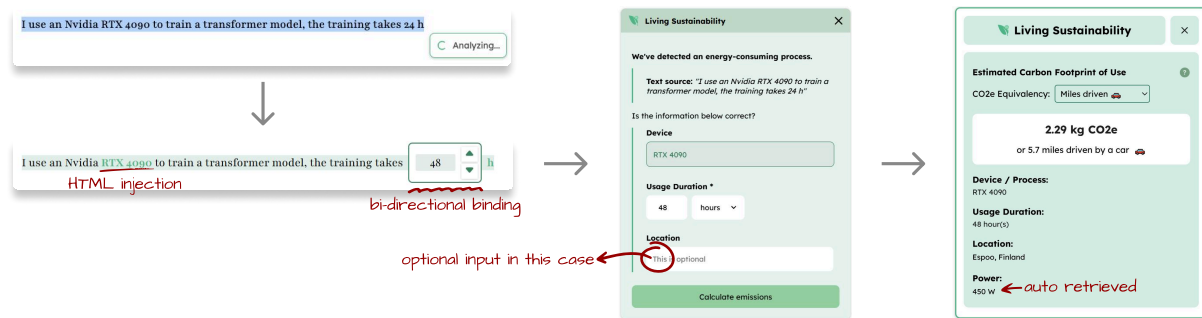 I use an Nvidia RTX 4090 to train a transformer model, the training takes 24 h
Analyzing...
I use an Nvidia RTX 4090 to train a transformer model, the training takes 48 h
HTML injection
bi-directional binding
Living Sustainability
We've detected an energy-consuming process.
Text source: "I use an Nvidia RTX 4090 to train a
transformer model, the training takes 24 h"
Is the information below correct?
Device
RTX 4090
Usage Duration *
48 hours
Location
This is optional
optional input in this case
Calculate emissions
Living Sustainability
Estimated Carbon Footprint of Use ?
CO2e Equivalency: Miles driven
2.29 kg CO2e
or 5.7 miles driven by a car
Device / Process:
RTX 4090
Usage Duration:
48 hour(s)
Location:
Espoo, Finland
Power:
450 W
auto retrieved